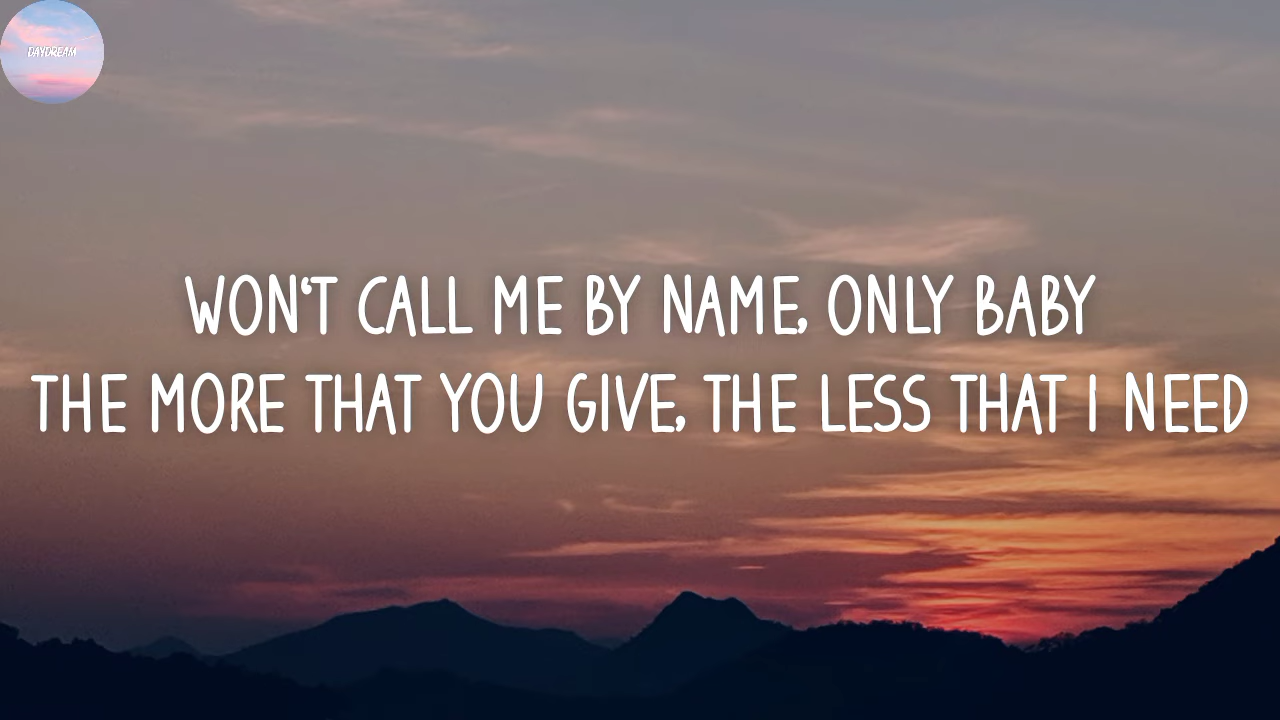 DAYDREAM
WON'T CALL ME BY NAME, ONLY BABY
THE MORE THAT YOU GIVE, THE LESS THAT I NEED